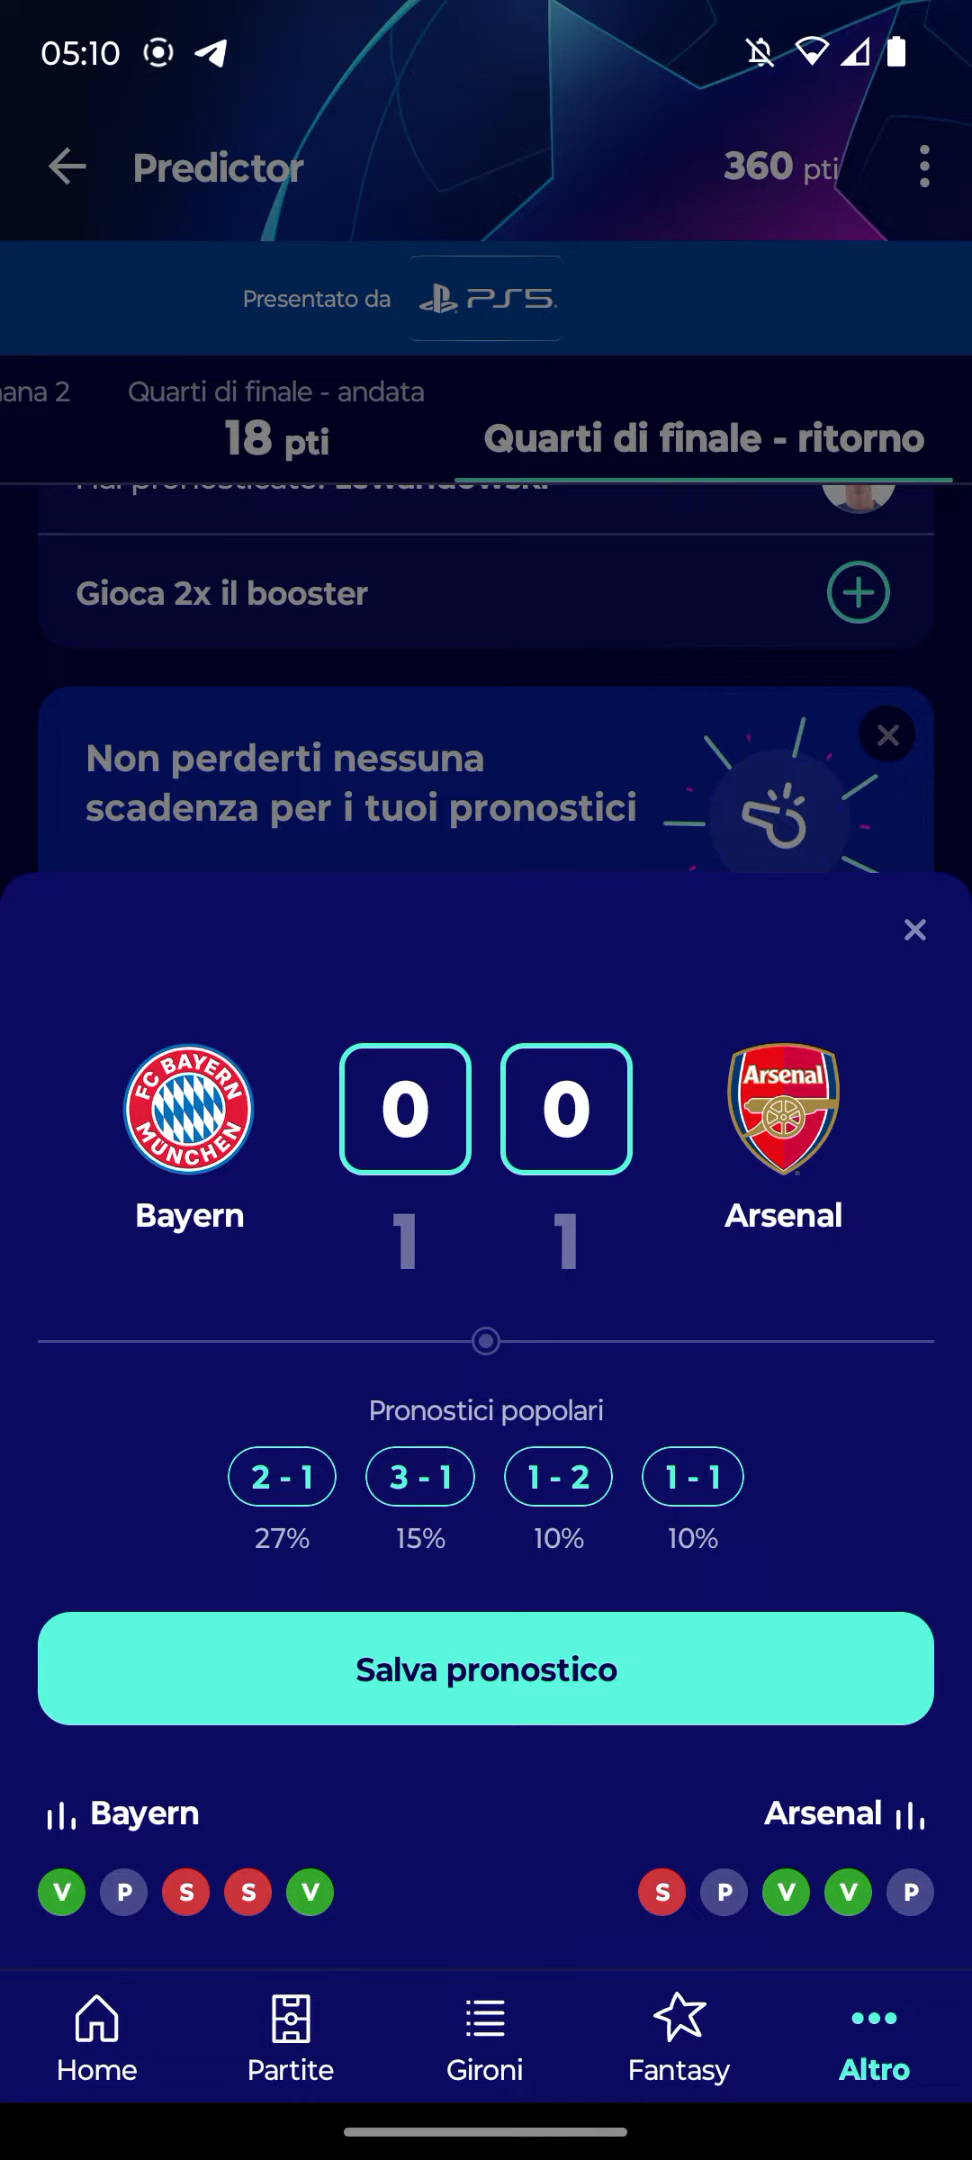 05:10
Predictor
360 pti
Presentato da PS5
ana 2
Quarti di finale - andata
18 pti
Quarti di finale - ritorno
Hai pronosticato: Lewandowski
Gioca 2x il booster
Non perderti nessuna
scadenza per i tuoi pronostici
FC BAYERN
MÜNCHEN
0
0
Arsenal
Bayern
Arsenal
1
1
Pronostici popolari
2 - 1
3 - 1
1 - 2
1 - 1
27%
15%
10%
10%
Salva pronostico
Bayern
Arsenal
V P S S V
S P V V P
Home
Partite
Gironi
Fantasy
Altro